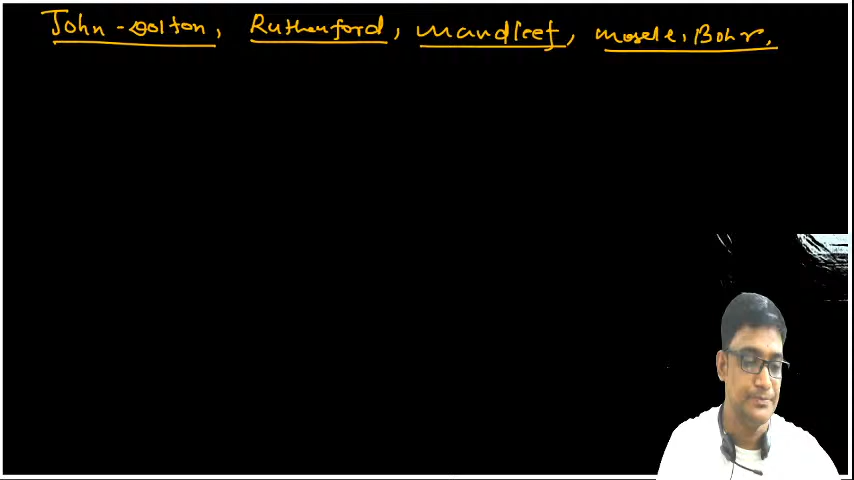 John - Dolton, Rutherford, Mandleef, Mosele, Bohr.